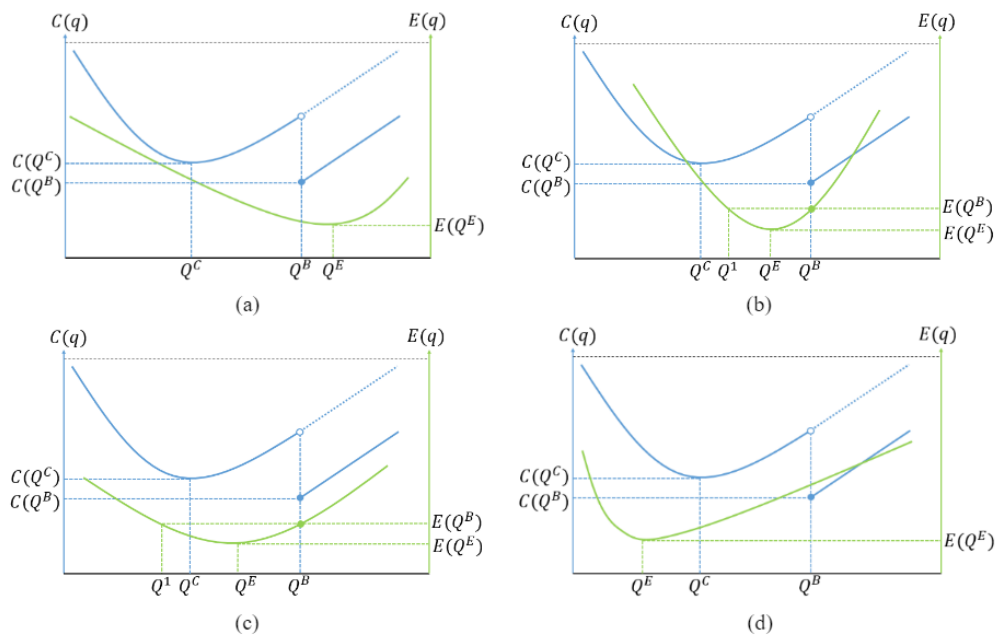 C(q) E(q) C(q) E(q)
C(Q^C) C(Q^C)
C(Q^B) C(Q^B)
E(Q^B)
E(Q^E) E(Q^E)
Q^C Q^B Q^E Q^C Q^1 Q^E Q^B
(a) (b)
C(q) E(q) C(q) E(q)
C(Q^C) C(Q^C)
C(Q^B) C(Q^B)
E(Q^B)
E(Q^E) E(Q^E)
Q^1 Q^C Q^E Q^B Q^E Q^C Q^B
(c) (d)